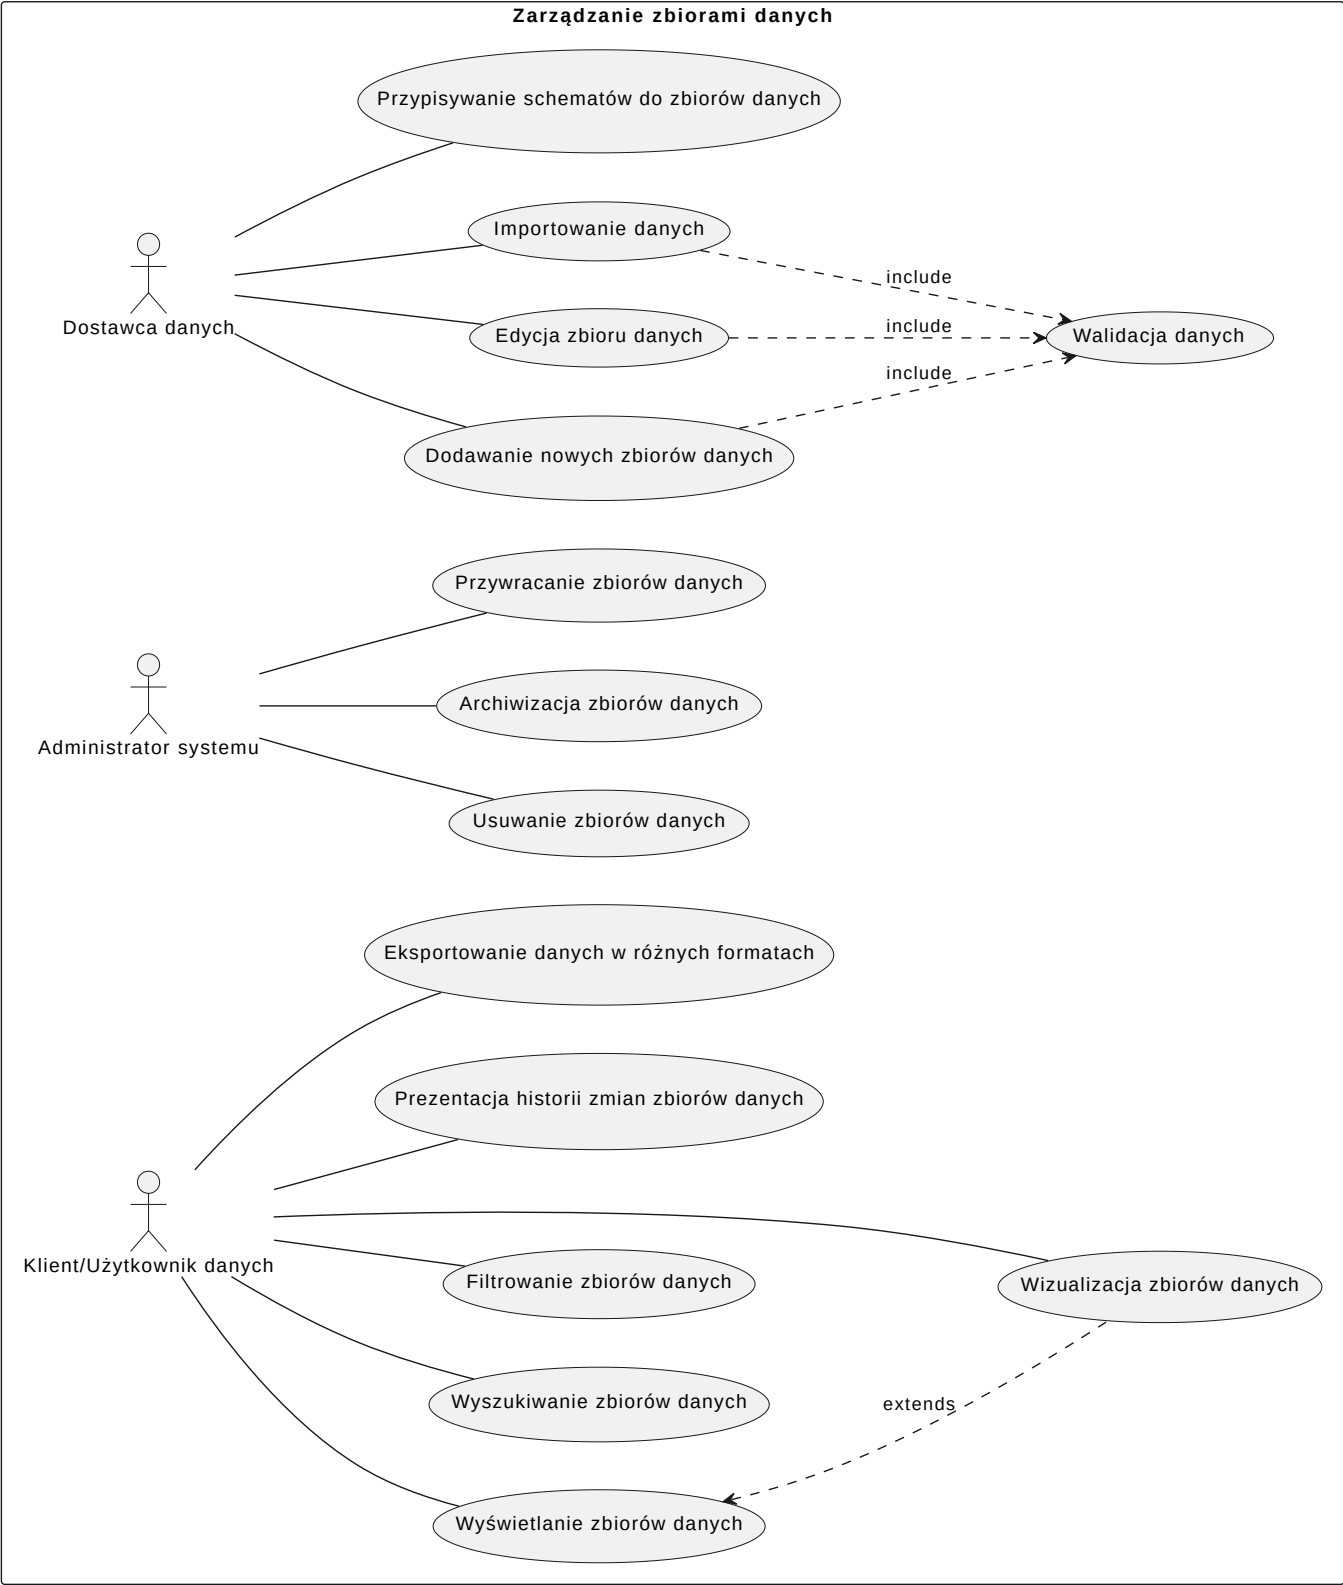 Zarządzanie zbiorami danych
Przypisywanie schematów do zbiorów danych
Importowanie danych
include
Dostawca danych
Edycja zbioru danych
include
Walidacja danych
include
Dodawanie nowych zbiorów danych
Przywracanie zbiorów danych
Archiwizacja zbiorów danych
Administrator systemu
Usuwanie zbiorów danych
Eksportowanie danych w różnych formatach
Prezentacja historii zmian zbiorów danych
Klient/Użytkownik danych
Filtrowanie zbiorów danych
Wizualizacja zbiorów danych
Wyszukiwanie zbiorów danych
extends
Wyświetlanie zbiorów danych